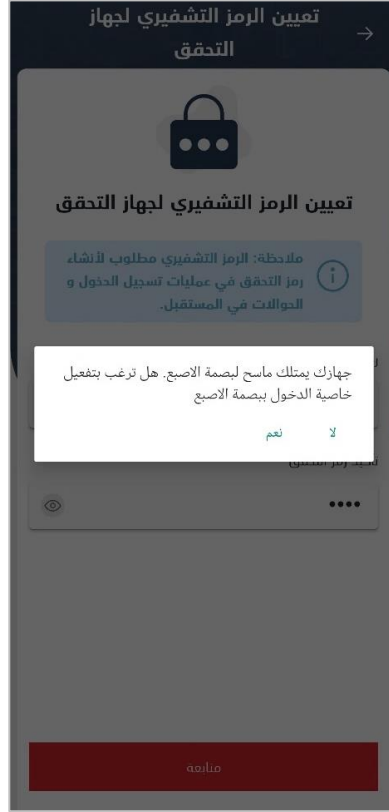 تعيين الرمز التشفيري لجهاز
التحقق
تعيين الرمز التشفيري لجهاز التحقق
ملاحظة: الرمز التشفيري مطلوب لأنشاء
رمز التحقق في عمليات تسجيل الدخول و
الحوالات في المستقبل.
جهازك يمتلك ماسح لبصمة الاصبع. هل ترغب بتفعيل
خاصية الدخول ببصمة الاصبع
لا نعم
متابعة